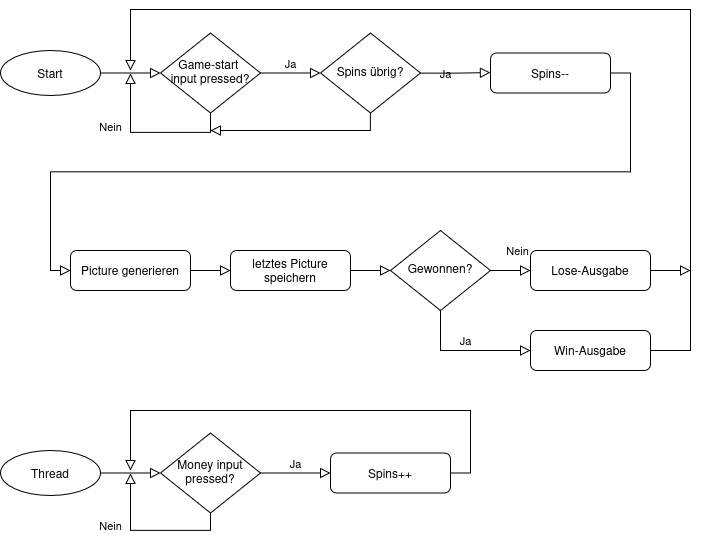 Start
Game-start
input pressed?
Ja
Spins übrig?
Ja
Spins--
Nein
Picture generieren
letztes Picture
speichern
Gewonnen?
Nein
Lose-Ausgabe
Ja
Win-Ausgabe
Thread
Money input
pressed?
Ja
Spins++
Nein